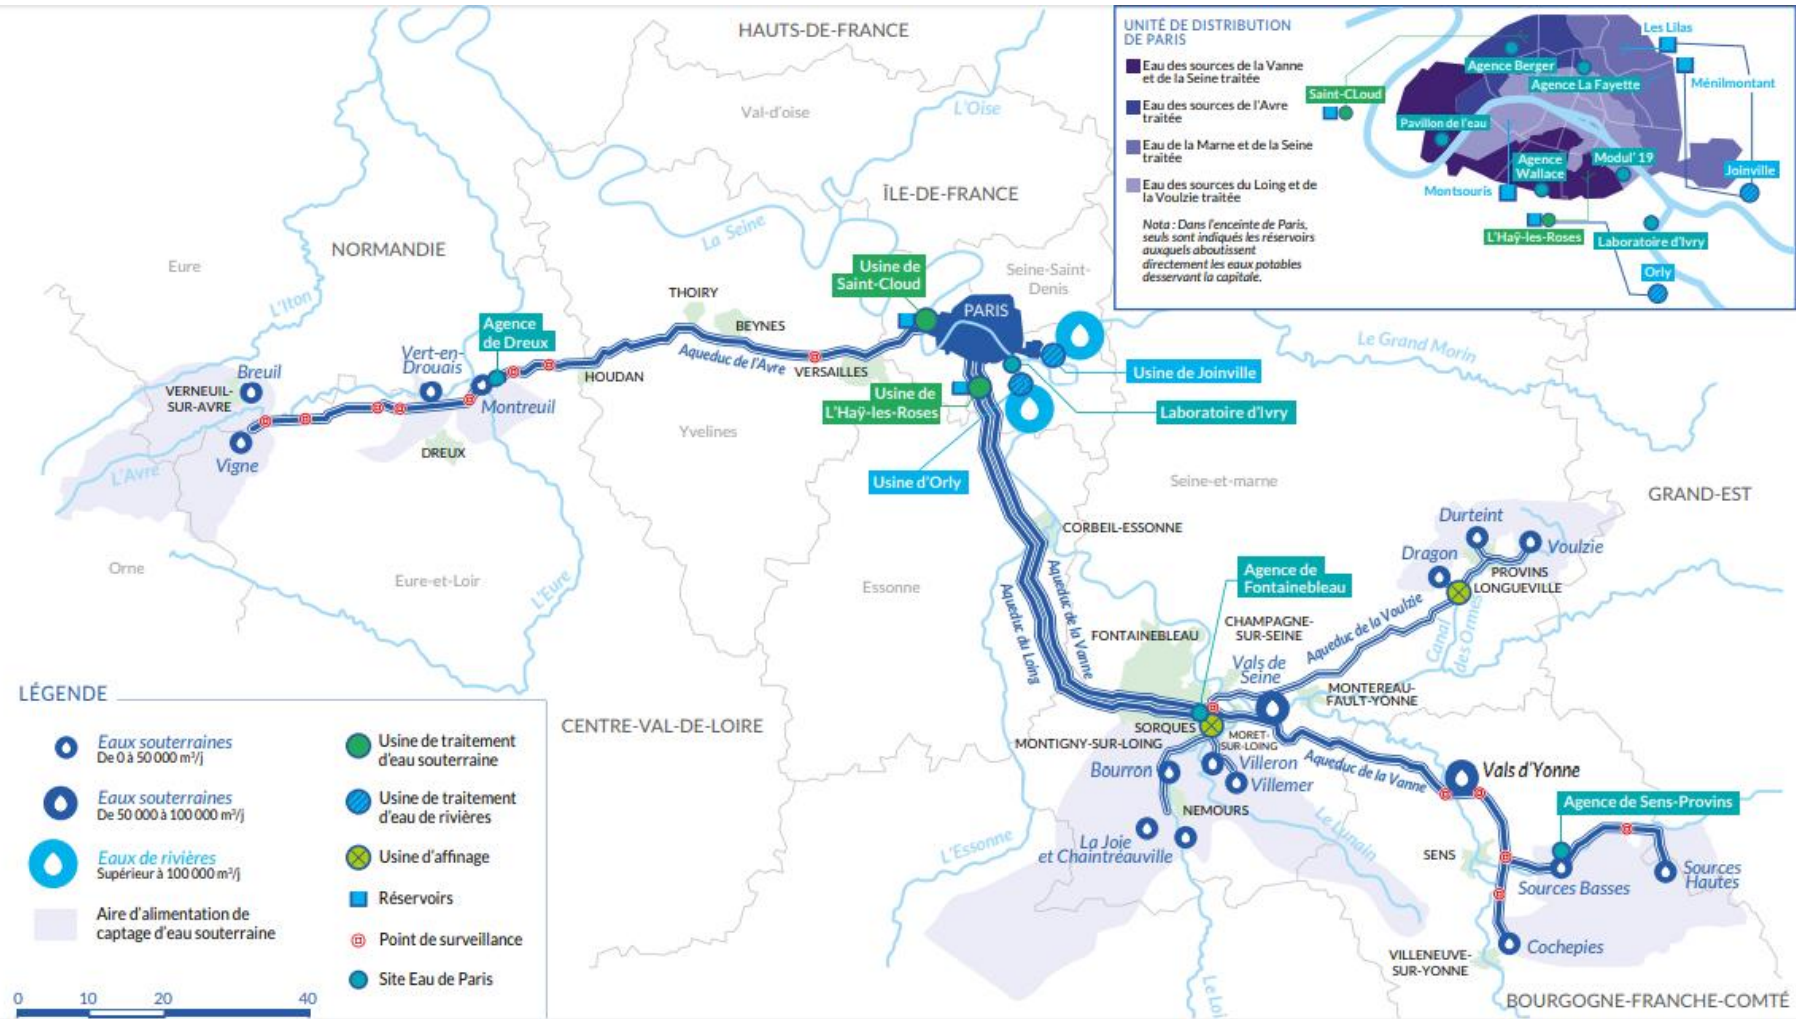 HAUTS-DE-FRANCE
Val-d'oise
L'Oise
ÎLE-DE-FRANCE
La Seine
NORMANDIE
Eure
L'Iton
Seine-Saint-
Denis
Usine de
Saint-Cloud
PARIS
THOIRY
BEYNES
Agence
de Dreux
Vert-en-
Drouais
Breuil
VERNEUIL-
SUR-AVRE
Aqueduc de l'Avre
VERSAILLES
HOUDAN
Montreuil
Vigne
L'Avre
DREUX
Yvelines
Usine de
L'Haÿ-les-Roses
Usine de Joinville
Laboratoire d'Ivry
Usine d'Orly
Le Grand Morin
Seine-et-marne
GRAND-EST
Orne
Eure-et-Loir
L'Eure
Essonne
CORBEIL-ESSONNE
Aqueduc de la Vanne
Aqueduc du Loing
Durteint
Dragon
Voulzie
PROVINS
LONGUEVILLE
Agence de
Fontainebleau
FONTAINEBLEAU
CHAMPAGNE-
SUR-SEINE
Aqueduc de la Voulzie
Canal
des Ormes
Vals de
Seine
MONTEREAU-
FAULT-YONNE
CENTRE-VAL-DE-LOIRE
SORQUES
MONTIGNY-SUR-LOING
MORET-
SUR-LOING
Bourron
Villeron
Villemer
Aqueduc de la Vanne
Vals d'Yonne
Agence de Sens-Provins
NEMOURS
La Joie
et Chaintréauville
Le Lunain
L'Essonne
SENS
Sources Basses
Sources
Hautes
Cochepies
VILLENEUVE-
SUR-YONNE
Le Loi
BOURGOGNE-FRANCHE-COMTÉ
UNITÉ DE DISTRIBUTION
DE PARIS
Eau des sources de la Vanne
et de la Seine traitée
Eau des sources de l'Avre
traitée
Eau de la Marne et de la Seine
traitée
Eau des sources du Loing et de
la Voulzie traitée
Nota : Dans l'enceinte de Paris,
seuls sont indiqués les réservoirs
auxquels aboutissent
directement les eaux potables
desservant la capitale.
Les Lilas
Agence Berger
Agence La Fayette
Ménilmontant
Saint-CLoud
Pavillon de l'eau
Agence
Wallace
Modul' 19
Montsouris
Joinville
L'Haÿ-les-Roses
Laboratoire d'Ivry
Orly
LÉGENDE
Eaux souterraines
De 0 à 50 000 m³/j
Eaux souterraines
De 50 000 à 100 000 m³/j
Eaux de rivières
Supérieur à 100 000 m³/j
Aire d'alimentation de
captage d'eau souterraine
Usine de traitement
d'eau souterraine
Usine de traitement
d'eau de rivières
Usine d'affinage
Réservoirs
Point de surveillance
Site Eau de Paris
0 10 20 40